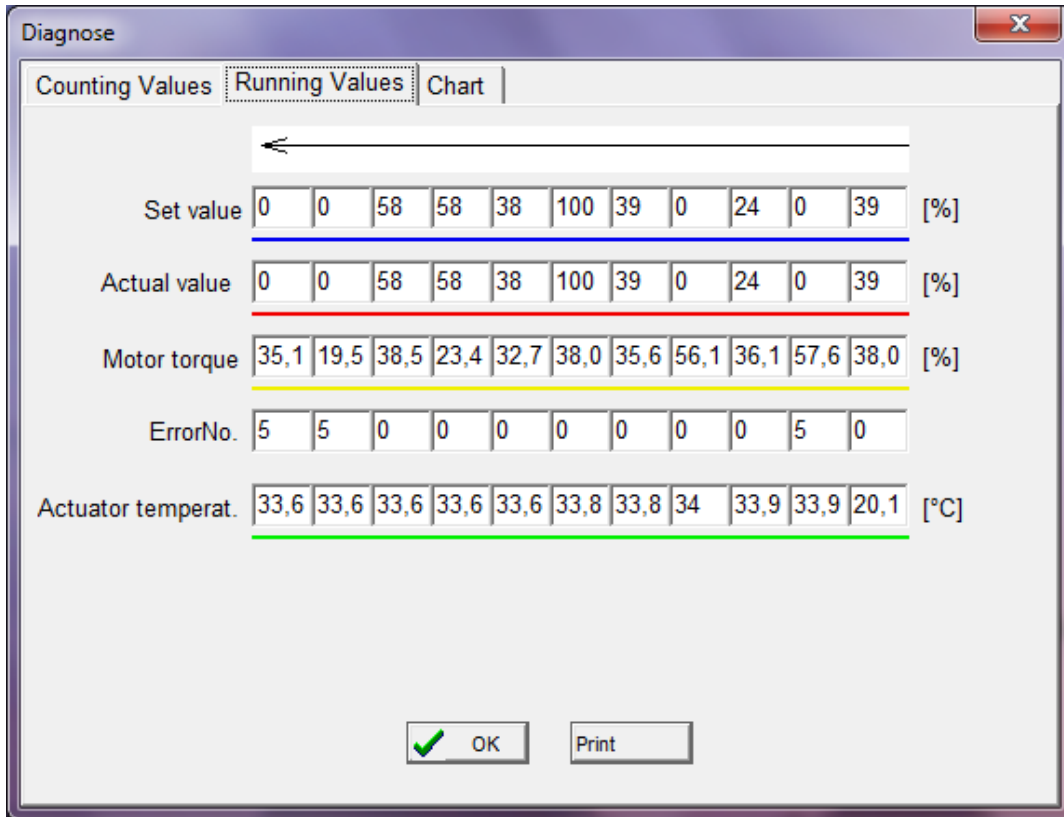 Diagnose
Counting Values Running Values Chart
Set value 0 0 58 58 38 100 39 0 24 0 39 [%]
Actual value 0 0 58 58 38 100 39 0 24 0 39 [%]
Motor torque 35,1 19,5 38,5 23,4 32,7 38,0 35,6 56,1 36,1 57,6 38,0 [%]
ErrorNo. 5 5 0 0 0 0 0 0 0 5 0
Actuator temperat. 33,6 33,6 33,6 33,6 33,6 33,8 33,8 34 33,9 33,9 20,1 [°C]
OK Print